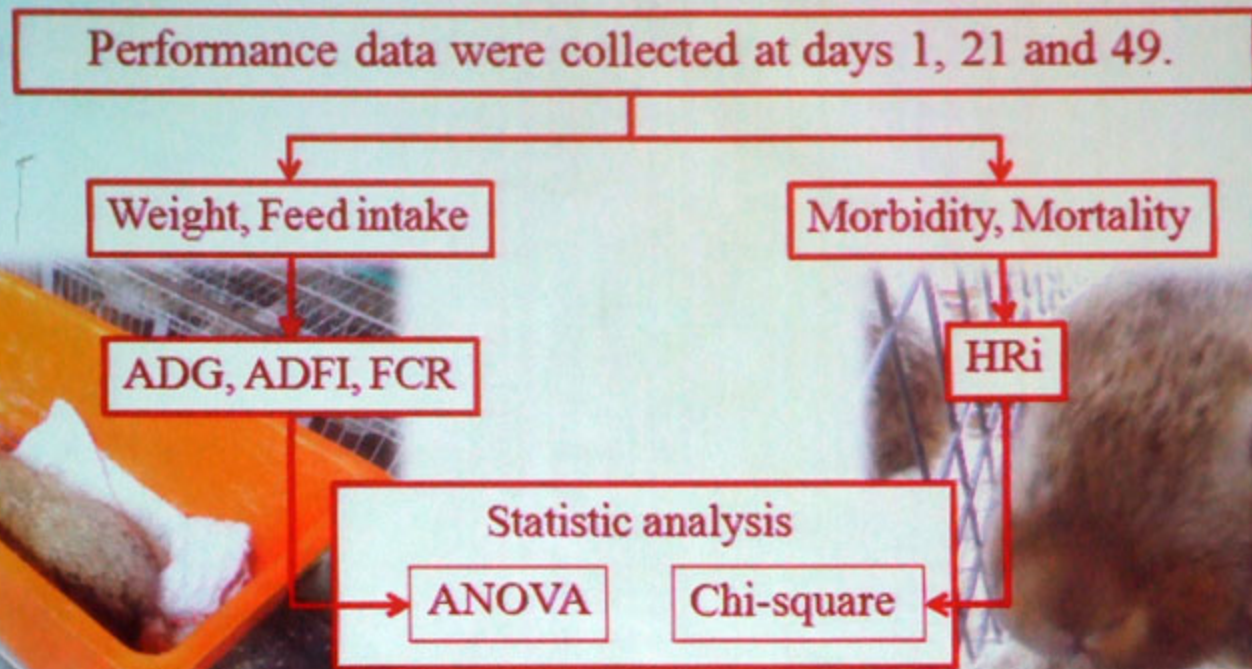 Performance data were collected at days 1, 21 and 49.
Weight, Feed intake
Morbidity, Mortality
ADG, ADFI, FCR
HRi
Statistic analysis
ANOVA
Chi-square